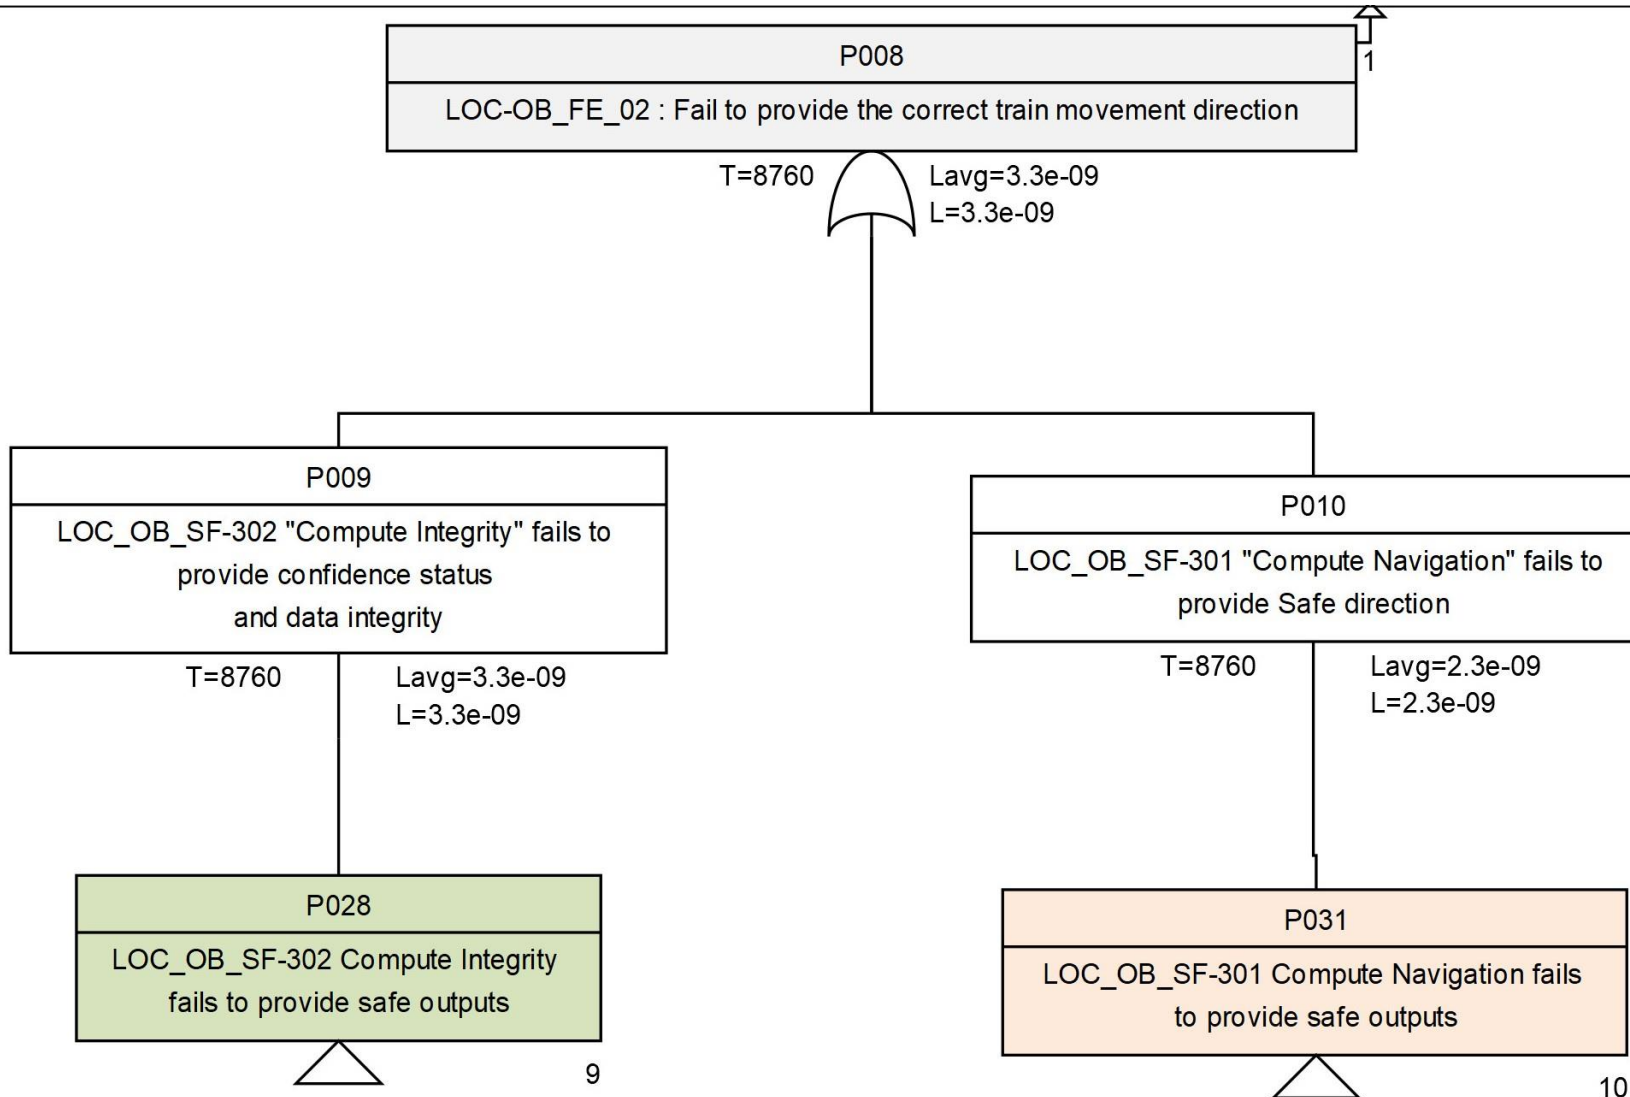 P008
1
LOC-OB_FE_02 : Fail to provide the correct train movement direction
T=8760
Lavg=3.3e-09
L=3.3e-09
P009
LOC_OB_SF-302 "Compute Integrity" fails to
provide confidence status
and data integrity
T=8760
Lavg=3.3e-09
L=3.3e-09
P010
LOC_OB_SF-301 "Compute Navigation" fails to
provide Safe direction
T=8760
Lavg=2.3e-09
L=2.3e-09
P028
LOC_OB_SF-302 Compute Integrity
fails to provide safe outputs
9
P031
LOC_OB_SF-301 Compute Navigation fails
to provide safe outputs
10